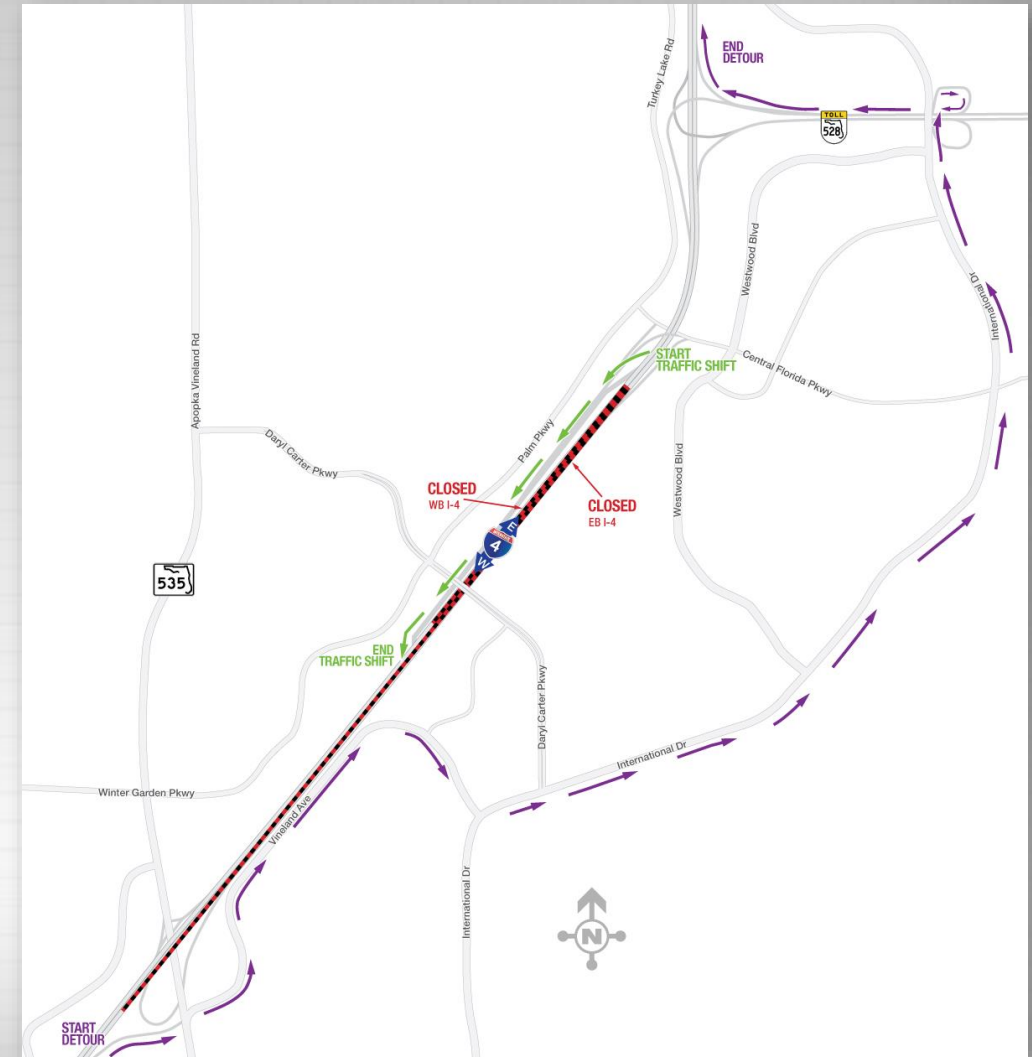 END
DETOUR
Turkey Lake Rd
TOLL
528
Westwood Blvd
International Dr
Apopka Vineland Rd
START
TRAFFIC SHIFT
Central Florida Pkwy
Palm Pkwy
Daryl Carter Pkwy
Westwood Blvd
CLOSED
WB I-4
CLOSED
EB I-4
E
INTERSTATE
4
W
535
END
TRAFFIC SHIFT
Daryl Carter Pkwy
International Dr
Winter Garden Pkwy
Vineland Ave
International Dr
N
START
DETOUR